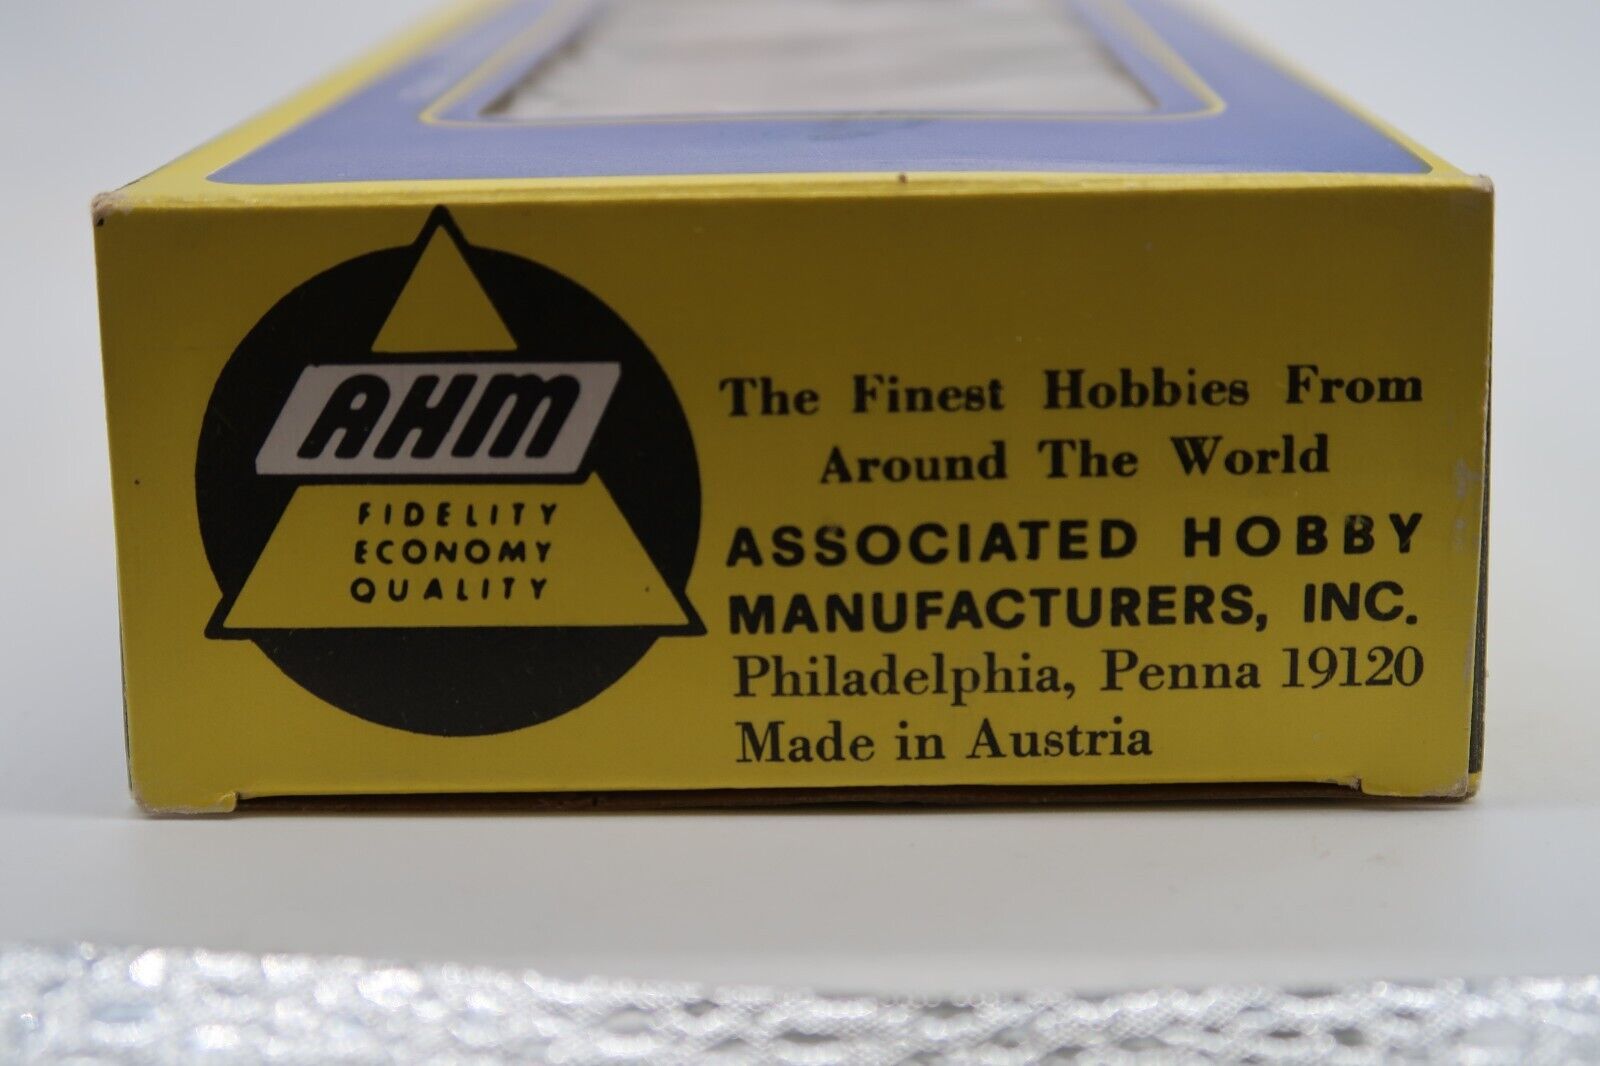 AHM
FIDELITY
ECONOMY
QUALITY
The Finest Hobbies From
Around The World
ASSOCIATED HOBBY
MANUFACTURERS, INC.
Philadelphia, Penna 19120
Made in Austria